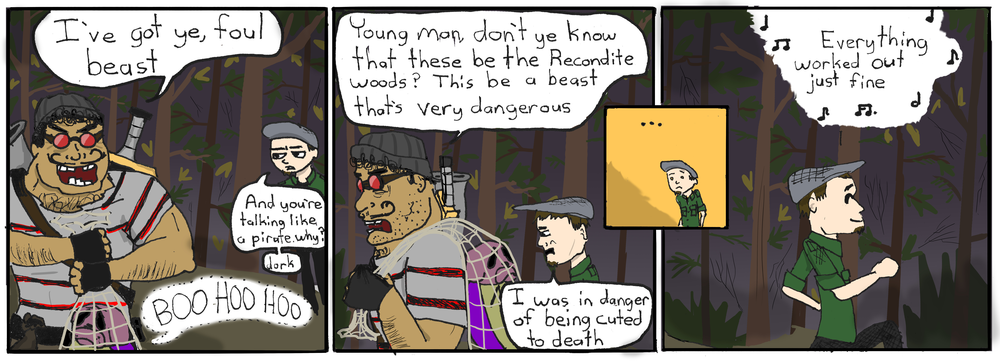 I've got ye, foul
beast
And you're
talking like
a pirate.why?
dork
BOO HOO HOO
Young man, don't ye know
that these be the Recondite
woods? This be a beast
that's very dangerous
I was in danger
of being cuted
to death
...
Everything
worked out
just fine